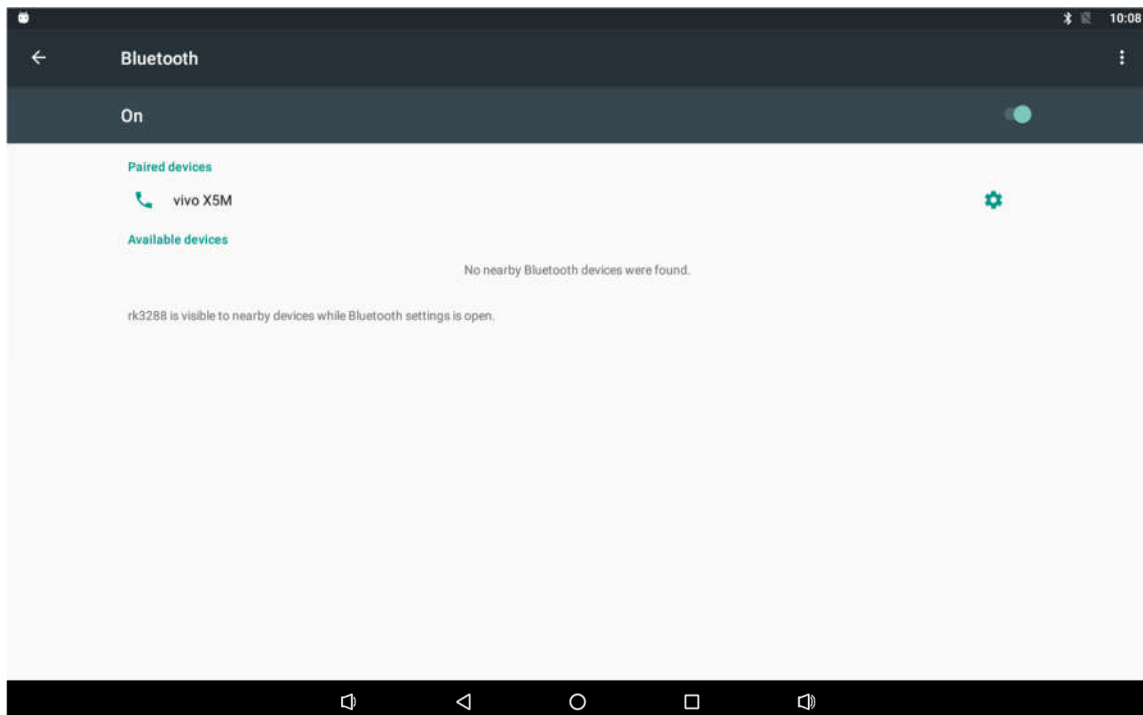 10:08
Bluetooth
On
Paired devices
vivo X5M
Available devices
No nearby Bluetooth devices were found.
rk3288 is visible to nearby devices while Bluetooth settings is open.